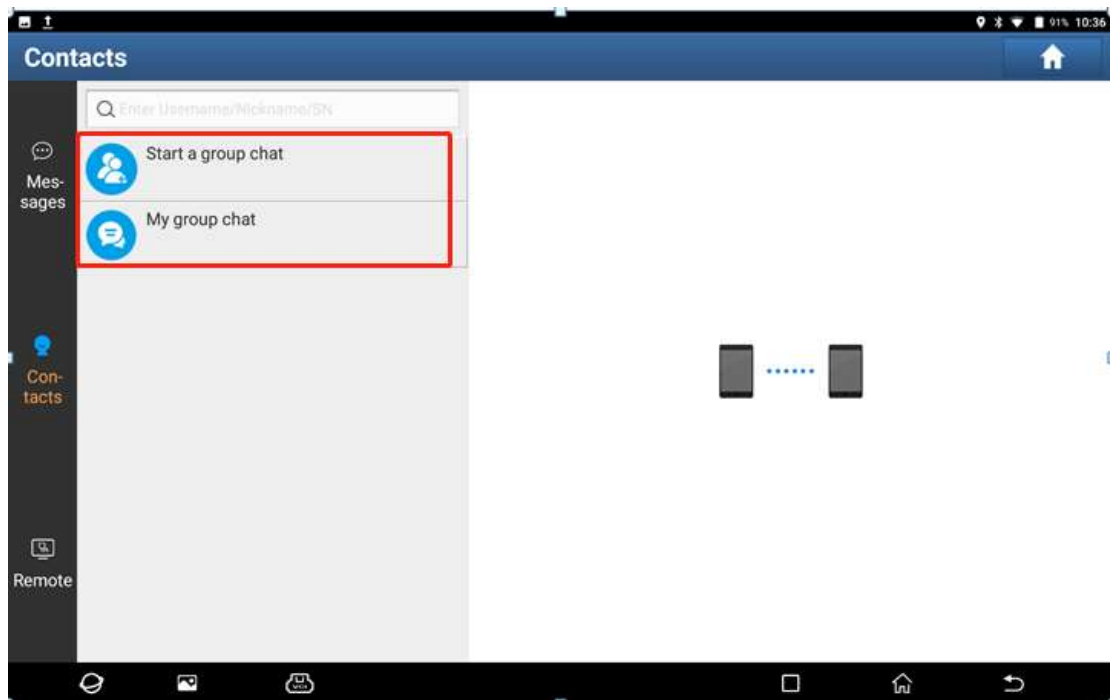 91% 10:36
Contacts
Enter Username/Nickname/SN
Start a group chat
My group chat
Mes-
sages
Con-
tacts
Remote
VCI